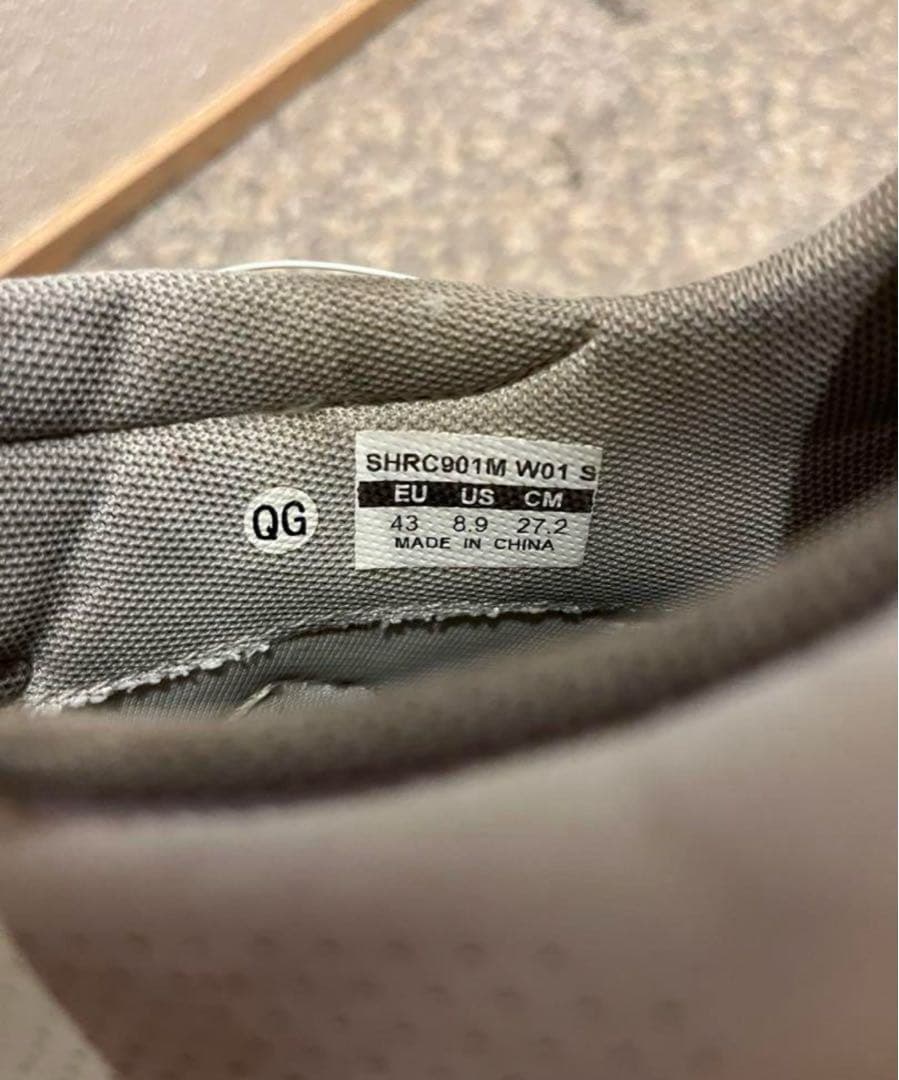 SHRC901M W01 S
EU US CM
QG
43 8.9 27.2
MADE IN CHINA